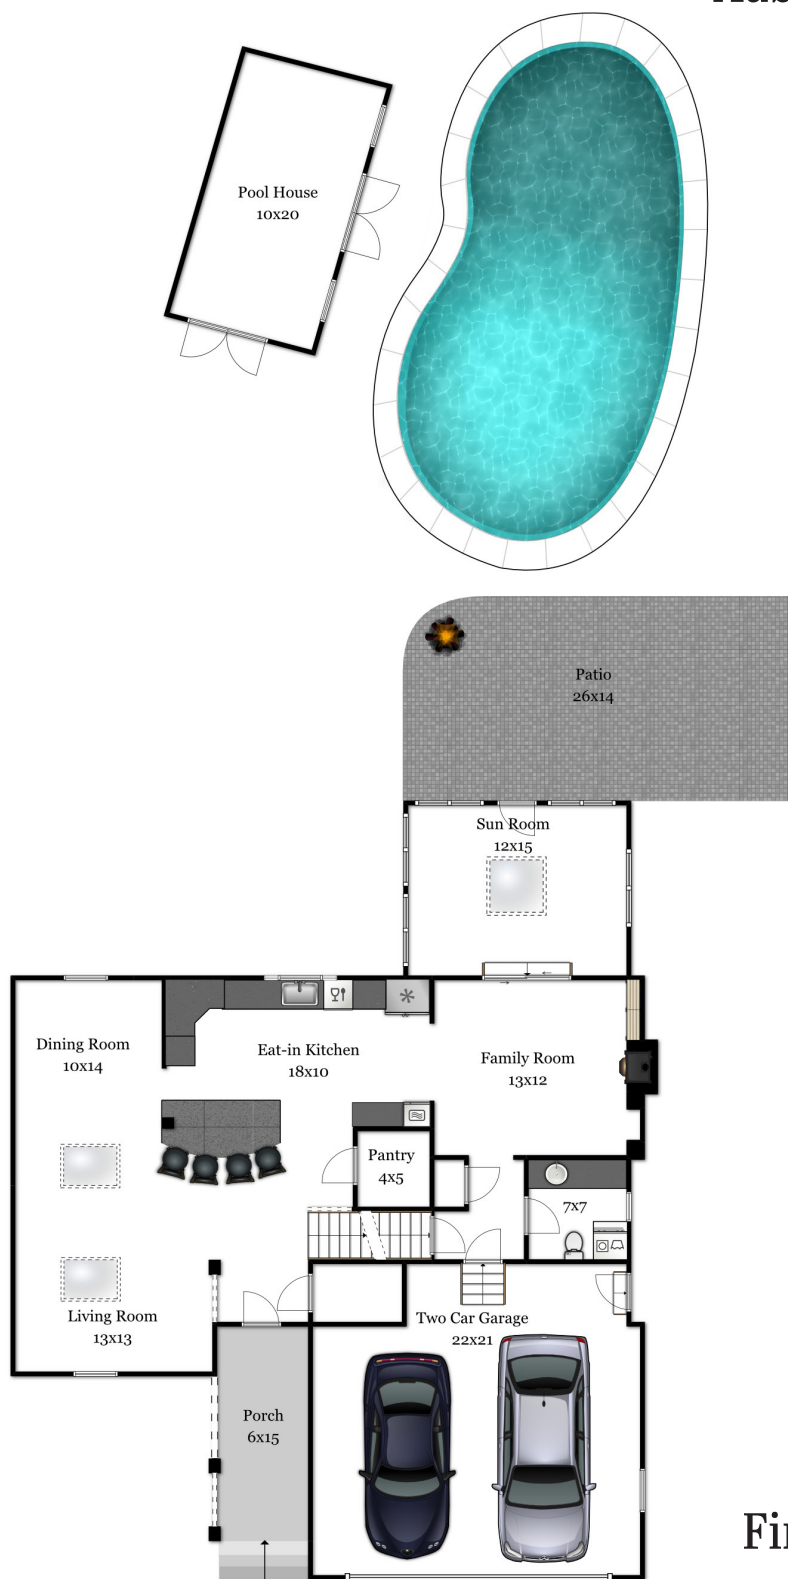 Pool House
10x20
Patio
26x14
Sun Room
12x15
Dining Room
10x14
Eat-in Kitchen
18x10
Family Room
13x12
Pantry
4x5
7x7
Living Room
13x13
Two Car Garage
22x21
Porch
6x15